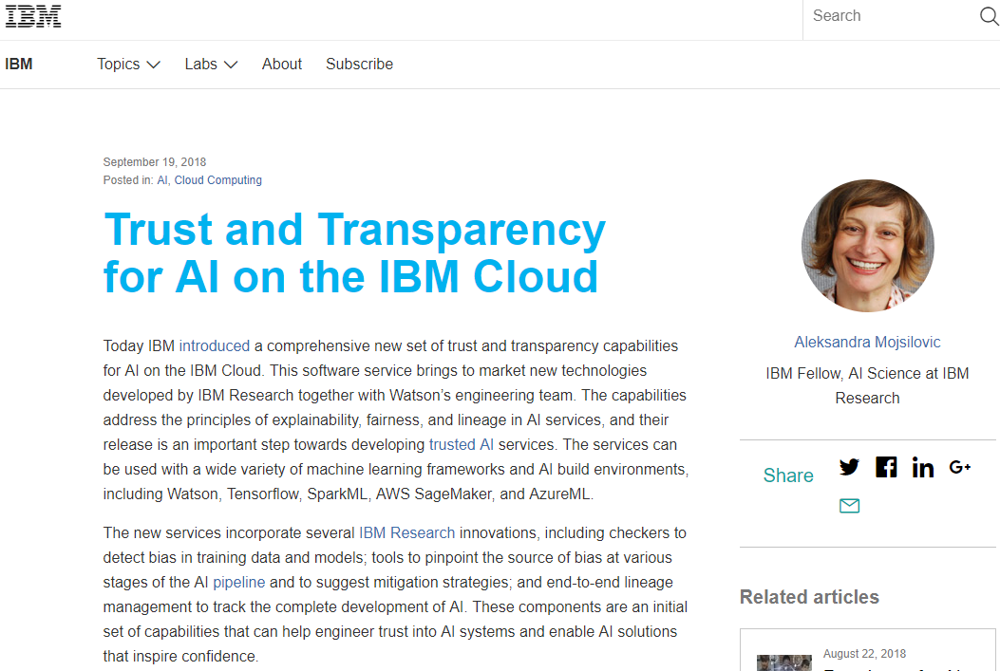 IBM
Search
IBM
Topics
Labs
About
Subscribe
September 19, 2018
Posted in: AI, Cloud Computing
Trust and Transparency
for AI on the IBM Cloud
Today IBM introduced a comprehensive new set of trust and transparency capabilities
for AI on the IBM Cloud. This software service brings to market new technologies
developed by IBM Research together with Watson’s engineering team. The capabilities
address the principles of explainability, fairness, and lineage in AI services, and their
release is an important step towards developing trusted AI services. The services can
be used with a wide variety of machine learning frameworks and AI build environments,
including Watson, Tensorflow, SparkML, AWS SageMaker, and AzureML.
The new services incorporate several IBM Research innovations, including checkers to
detect bias in training data and models; tools to pinpoint the source of bias at various
stages of the AI pipeline and to suggest mitigation strategies; and end-to-end lineage
management to track the complete development of AI. These components are an initial
set of capabilities that can help engineer trust into AI systems and enable AI solutions
that inspire confidence.
Aleksandra Mojsilovic
IBM Fellow, AI Science at IBM
Research
Share
G+
Related articles
August 22, 2018